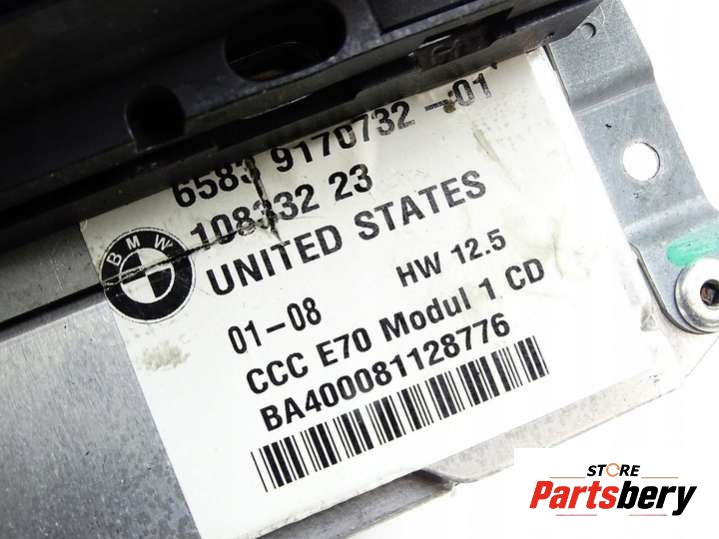 6583 9170732-01
108332 23
UNITED STATES
BMW
01-08 HW 12.5
CCC E70 Modul 1 CD
BA400081128776
STORE
Partsbery